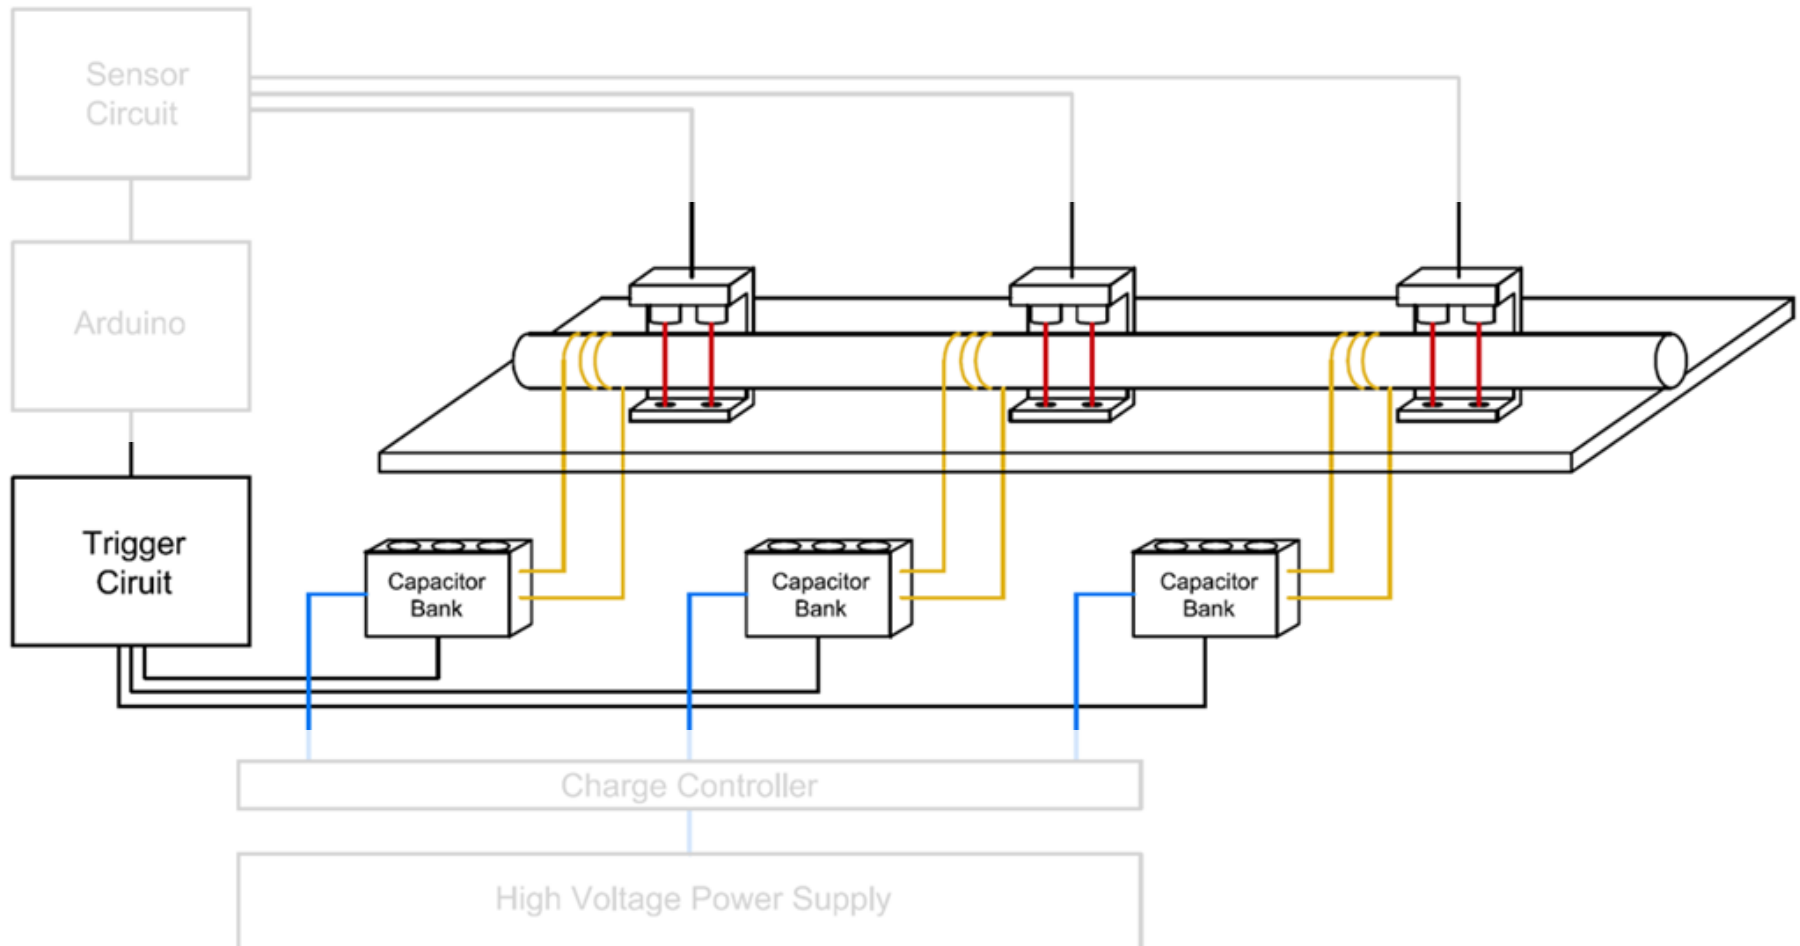 Sensor
Circuit
Arduino
Trigger
Ciruit
Capacitor
Bank
Capacitor
Bank
Capacitor
Bank
Charge Controller
High Voltage Power Supply